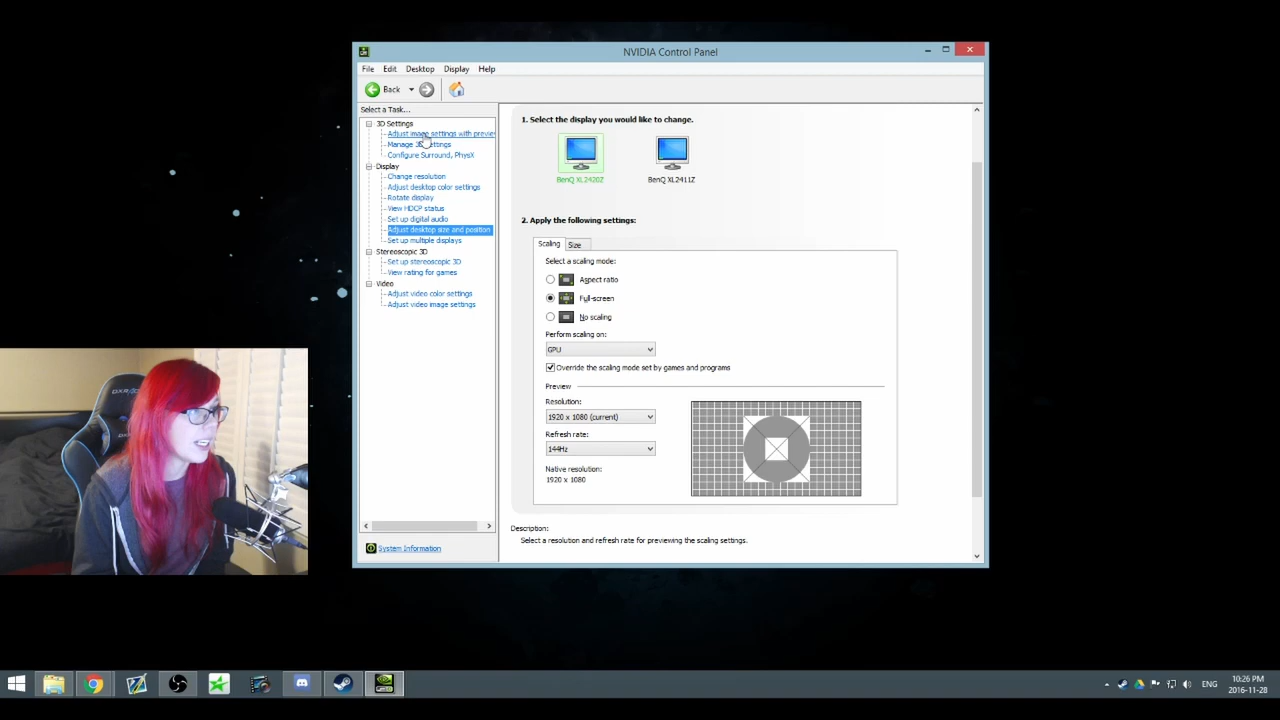 NVIDIA Control Panel
File Edit Desktop Display Help
Back
Select a Task...
3D Settings
Adjust image settings with preview
Manage 3D Settings
Configure Surround, PhysX
Display
Change resolution
Adjust desktop color settings
Rotate display
View HDCP status
Set up digital audio
Adjust desktop size and position
Set up multiple displays
Stereoscopic 3D
Set up stereoscopic 3D
View rating for games
Video
Adjust video color settings
Adjust video image settings
System Information
1. Select the display you would like to change.
BenQ XL2420Z BenQ XL2411Z
2. Apply the following settings:
Scaling Size
Select a scaling mode:
Aspect ratio
Full-screen
No scaling
Perform scaling on:
GPU
Override the scaling mode set by games and programs
Preview
Resolution:
1920 x 1080 (current)
Refresh rate:
144Hz
Native resolution:
1920 x 1080
Description:
Select a resolution and refresh rate for previewing the scaling settings.
DXR
ENG
10:26 PM
2016-11-28